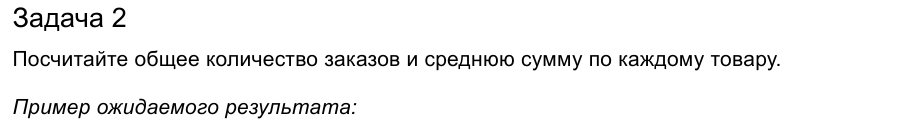 Задача 2
Посчитайте общее количество заказов и среднюю сумму по каждому товару.
Пример ожидаемого результата: